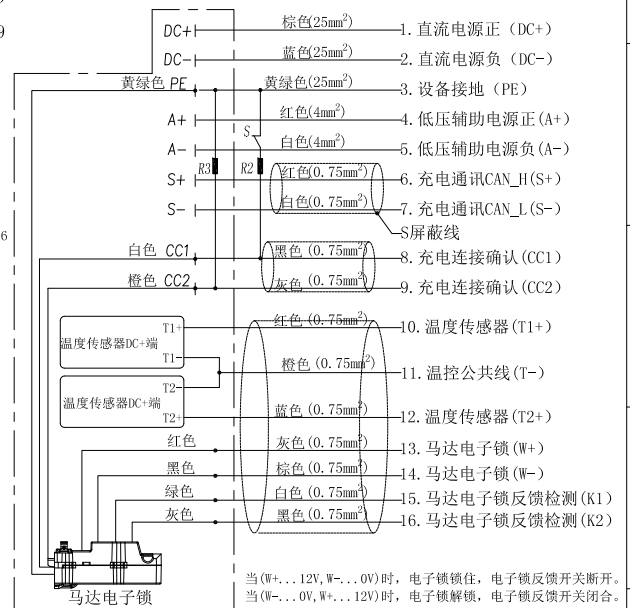 DC+ 棕色(25mm²) 1. 直流电源正 (DC+)
DC- 蓝色(25mm²) 2. 直流电源负 (DC-)
黄绿色 PE 黄绿色(25mm²) 3. 设备接地 (PE)
A+ 红色(4mm²) 4. 低压辅助电源正(A+)
S
A- 白色(4mm²) 5. 低压辅助电源负(A-)
R3 R2
S+ 红色(0.75mm²) 6. 充电通讯CAN_H(S+)
S- 白色(0.75mm²) 7. 充电通讯CAN_L(S-)
S屏蔽线
6
白色 CC1 黑色(0.75mm²) 8. 充电连接确认(CC1)
橙色 CC2 灰色(0.75mm²) 9. 充电连接确认(CC2)
T1+ 红色(0.75mm²) 10. 温度传感器(T1+)
温度传感器DC+端
T1-
橙色(0.75mm²) 11. 温控公共线(T-)
T2-
温度传感器DC+端
T2+ 蓝色(0.75mm²) 12. 温度传感器(T2+)
红色 灰色(0.75mm²) 13. 马达电子锁(W+)
黑色 棕色(0.75mm²) 14. 马达电子锁(W-)
绿色 白色(0.75mm²) 15. 马达电子锁反馈检测(K1)
灰色 黑色(0.75mm²) 16. 马达电子锁反馈检测(K2)
马达电子锁
当(W+...12V,W-...0V)时, 电子锁锁住, 电子锁反馈开关断开。
当(W-...0V,W+...12V)时, 电子锁解锁, 电子锁反馈开关闭合。